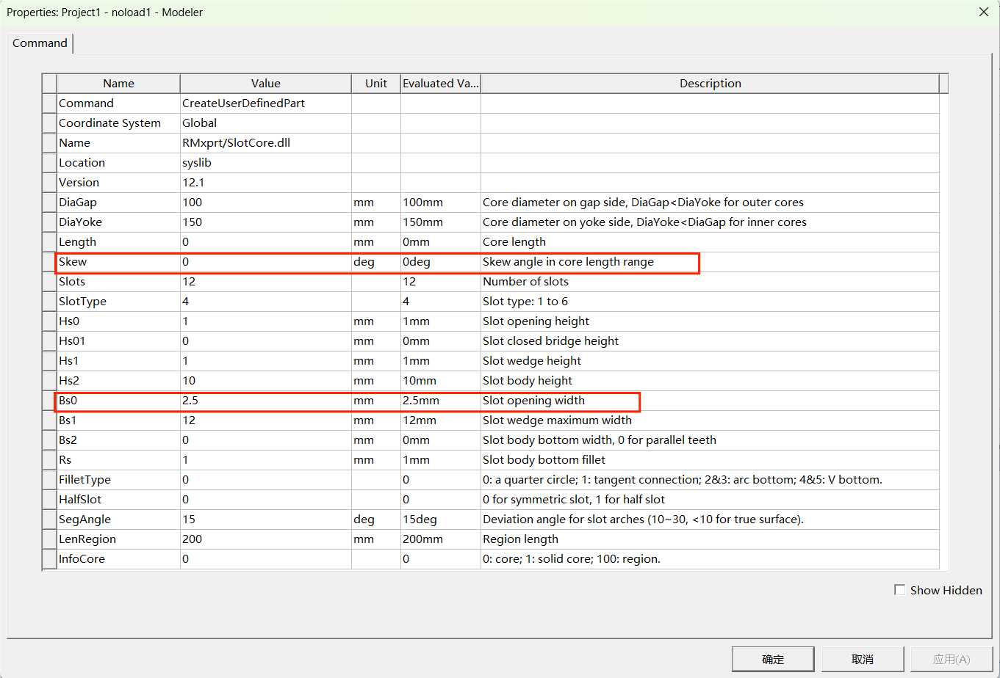 Properties: Project1 - noload1 - Modeler
Command
Name Value Unit Evaluated Va... Description
Command CreateUserDefinedPart
Coordinate System Global
Name RMxprt/SlotCore.dll
Location syslib
Version 12.1
DiaGap 100 mm 100mm Core diameter on gap side, DiaGap<DiaYoke for outer cores
DiaYoke 150 mm 150mm Core diameter on yoke side, DiaYoke<DiaGap for inner cores
Length 0 mm 0mm Core length
Skew 0 deg 0deg Skew angle in core length range
Slots 12 12 Number of slots
SlotType 4 4 Slot type: 1 to 6
Hs0 1 mm 1mm Slot opening height
Hs01 0 mm 0mm Slot closed bridge height
Hs1 1 mm 1mm Slot wedge height
Hs2 10 mm 10mm Slot body height
Bs0 2.5 mm 2.5mm Slot opening width
Bs1 12 mm 12mm Slot wedge maximum width
Bs2 0 mm 0mm Slot body bottom width, 0 for parallel teeth
Rs 1 mm 1mm Slot body bottom fillet
FilletType 0 0 0: a quarter circle; 1: tangent connection; 2&3: arc bottom; 4&5: V bottom.
HalfSlot 0 0 0 for symmetric slot, 1 for half slot
SegAngle 15 deg 15deg Deviation angle for slot arches (10~30, <10 for true surface).
LenRegion 200 mm 200mm Region length
InfoCore 0 0 0: core; 1: solid core; 100: region.
Show Hidden
确定 取消 应用(A)